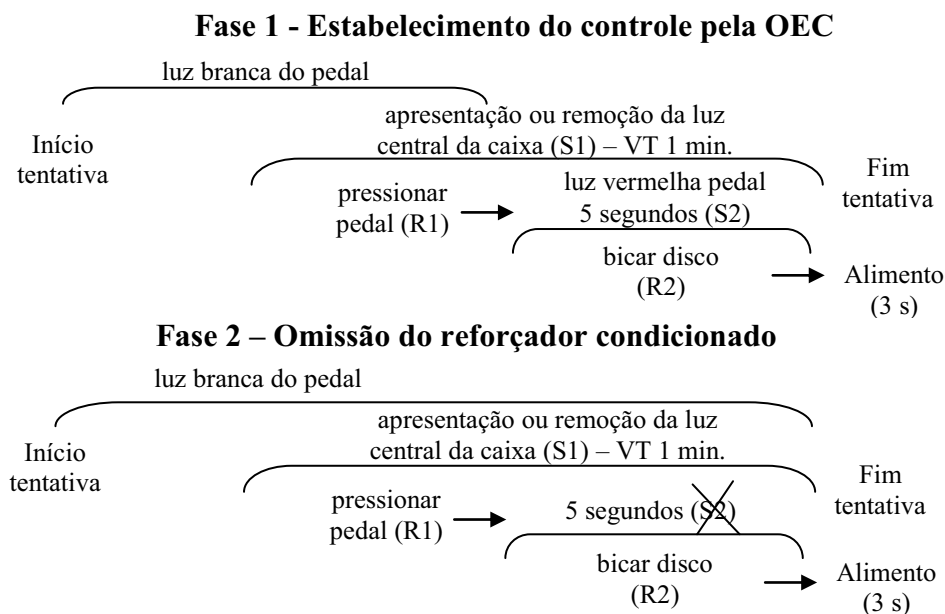 Fase 1 - Estabelecimento do controle pela OEC
luz branca do pedal
Início
tentativa
apresentação ou remoção da luz
central da caixa (S1) – VT 1 min.
Fim
tentativa
pressionar
pedal (R1)
luz vermelha pedal
5 segundos (S2)
bicar disco
(R2)
Alimento
(3 s)
Fase 2 – Omissão do reforçador condicionado
luz branca do pedal
Início
tentativa
apresentação ou remoção da luz
central da caixa (S1) – VT 1 min.
Fim
tentativa
pressionar
pedal (R1)
5 segundos (S2)
bicar disco
(R2)
Alimento
(3 s)